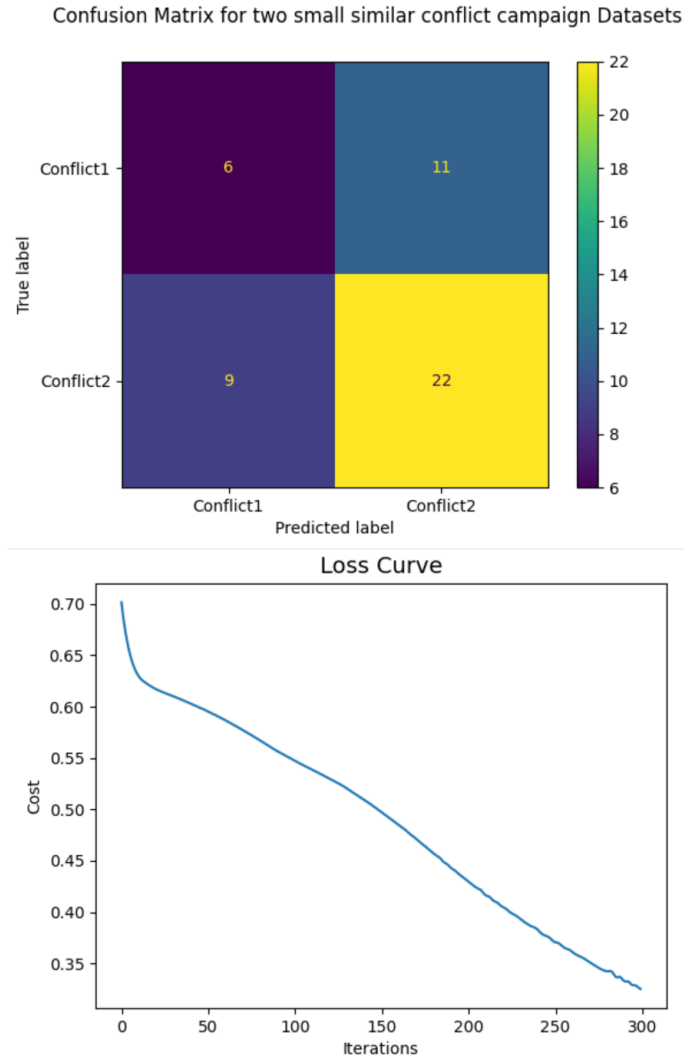 Confusion Matrix for two small similar conflict campaign Datasets
22
20
18
16
14
12
10
8
6
True label
Conflict1
Conflict2
6 11
9 22
Conflict1 Conflict2
Predicted label
Loss Curve
Cost
0.70
0.65
0.60
0.55
0.50
0.45
0.40
0.35
0 50 100 150 200 250 300
Iterations